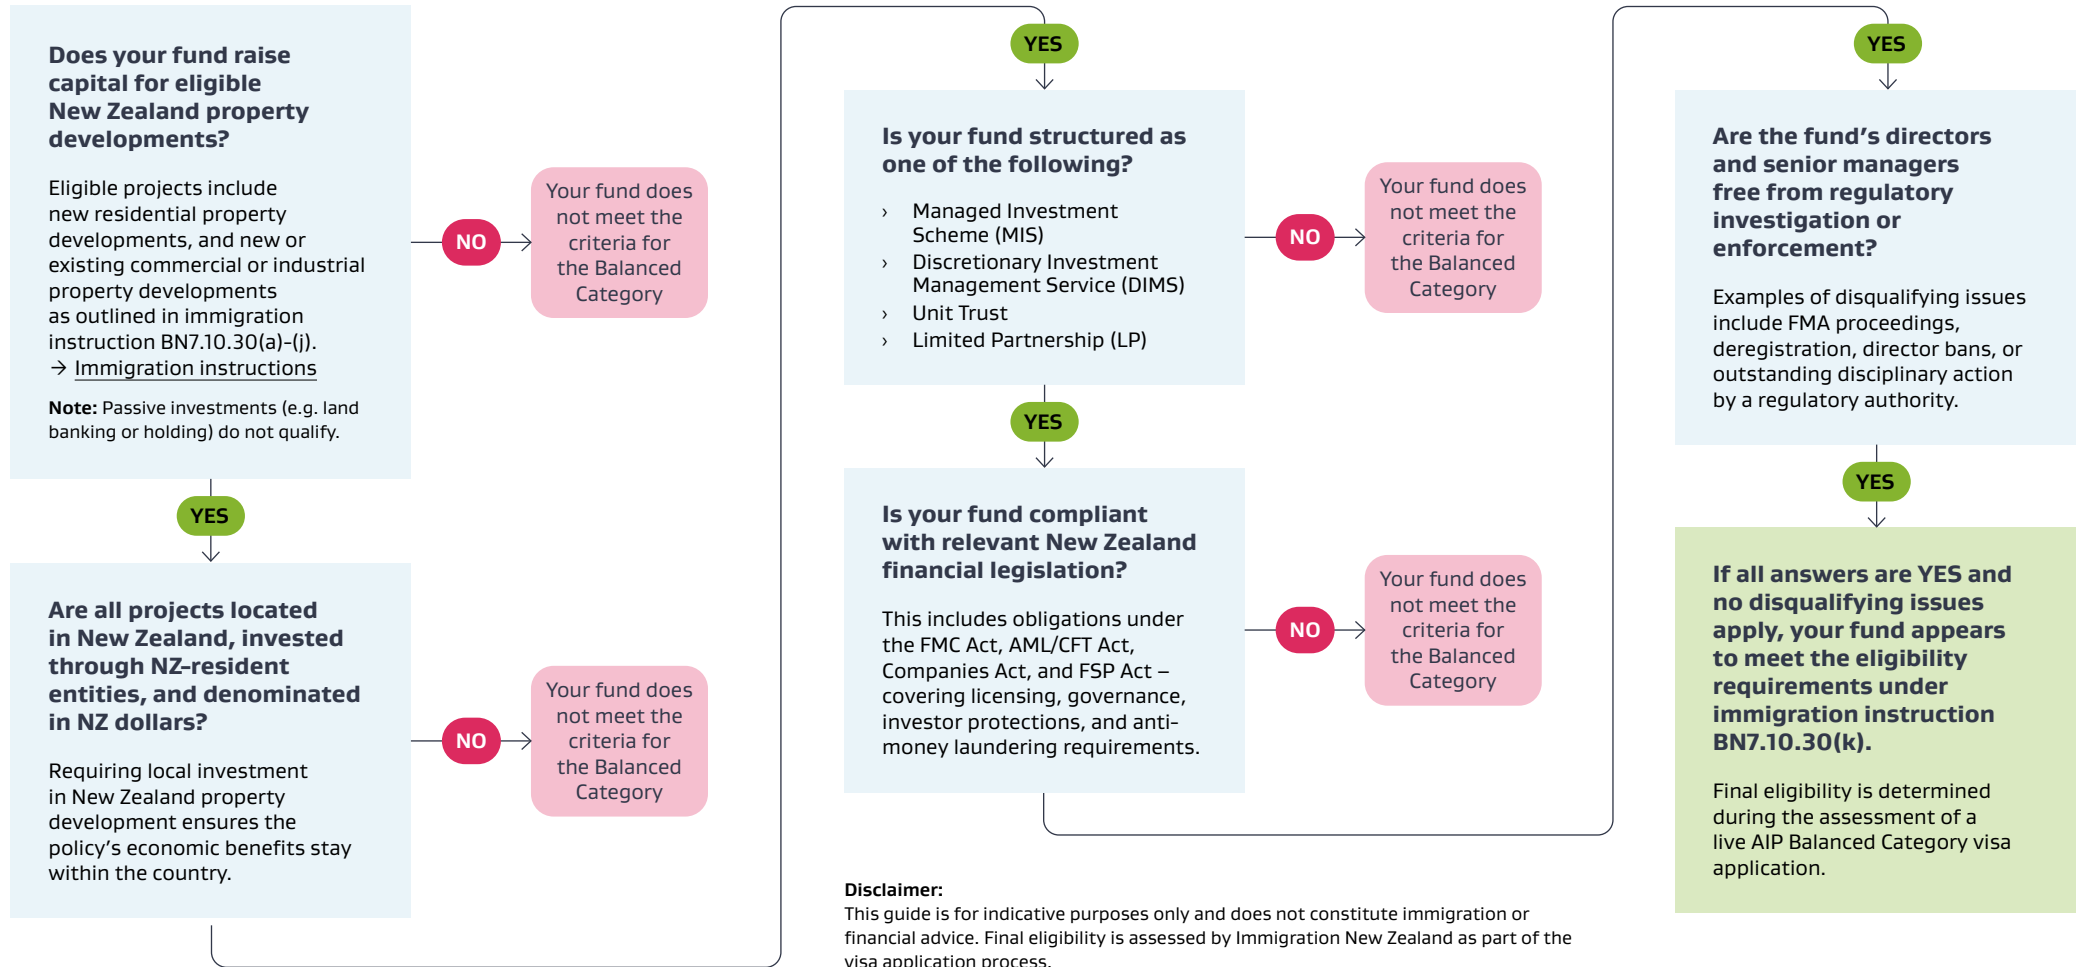 Does your fund raise
capital for eligible
New Zealand property
developments?
Eligible projects include
new residential property
developments, and new or
existing commercial or industrial
property developments
as outlined in immigration
instruction BN7.10.30(a)-(j).
→ Immigration instructions
Note: Passive investments (e.g. land
banking or holding) do not qualify.
NO
Your fund does
not meet the
criteria for
the Balanced
Category
YES
Are all projects located
in New Zealand, invested
through NZ-resident
entities, and denominated
in NZ dollars?
Requiring local investment
in New Zealand property
development ensures the
policy's economic benefits stay
within the country.
NO
Your fund does
not meet the
criteria for
the Balanced
Category
YES
Is your fund structured as
one of the following?
› Managed Investment
Scheme (MIS)
› Discretionary Investment
Management Service (DIMS)
› Unit Trust
› Limited Partnership (LP)
NO
Your fund does
not meet the
criteria for
the Balanced
Category
YES
Is your fund compliant
with relevant New Zealand
financial legislation?
This includes obligations under
the FMC Act, AML/CFT Act,
Companies Act, and FSP Act –
covering licensing, governance,
investor protections, and anti-
money laundering requirements.
NO
Your fund does
not meet the
criteria for
the Balanced
Category
YES
Are the fund's directors
and senior managers
free from regulatory
investigation or
enforcement?
Examples of disqualifying issues
include FMA proceedings,
deregistration, director bans, or
outstanding disciplinary action
by a regulatory authority.
YES
If all answers are YES and
no disqualifying issues
apply, your fund appears
to meet the eligibility
requirements under
immigration instruction
BN7.10.30(k).
Final eligibility is determined
during the assessment of a
live AIP Balanced Category visa
application.
Disclaimer:
This guide is for indicative purposes only and does not constitute immigration or
financial advice. Final eligibility is assessed by Immigration New Zealand as part of the
visa application process.